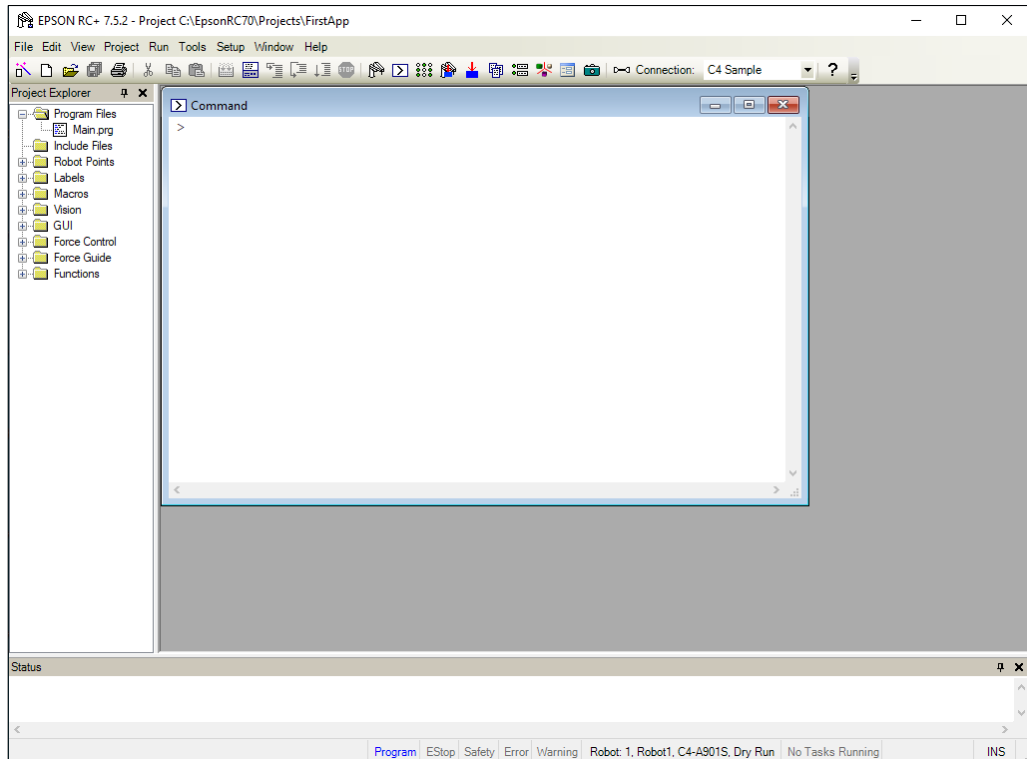 EPSON RC+ 7.5.2 - Project C:\EpsonRC70\Projects\FirstApp
File Edit View Project Run Tools Setup Window Help
STOP Connection: C4 Sample ?
Project Explorer
Program Files
Main.prg
Include Files
Robot Points
Labels
Macros
Vision
GUI
Force Control
Force Guide
Functions
Command
>
Status
Program EStop Safety Error Warning Robot: 1, Robot1, C4-A901S, Dry Run No Tasks Running INS